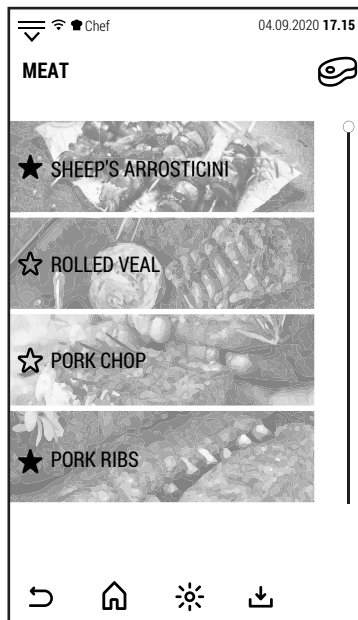 Chef 04.09.2020 17.15
MEAT
SHEEP'S ARROSTICINI
ROLLED VEAL
PORK CHOP
PORK RIBS